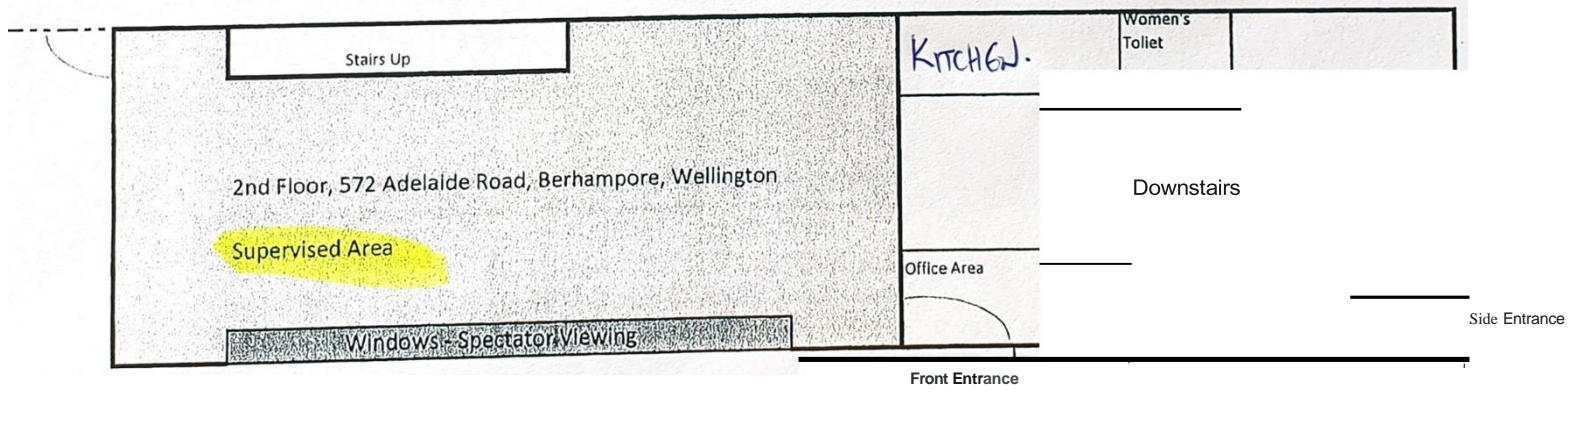 Women's
Toliet
Stairs Up
KITCHEN.
2nd Floor, 572 Adelaide Road, Berhampore, Wellington
Downstairs
Supervised Area
Office Area
Side Entrance
Windows - Spectator Viewing
Front Entrance